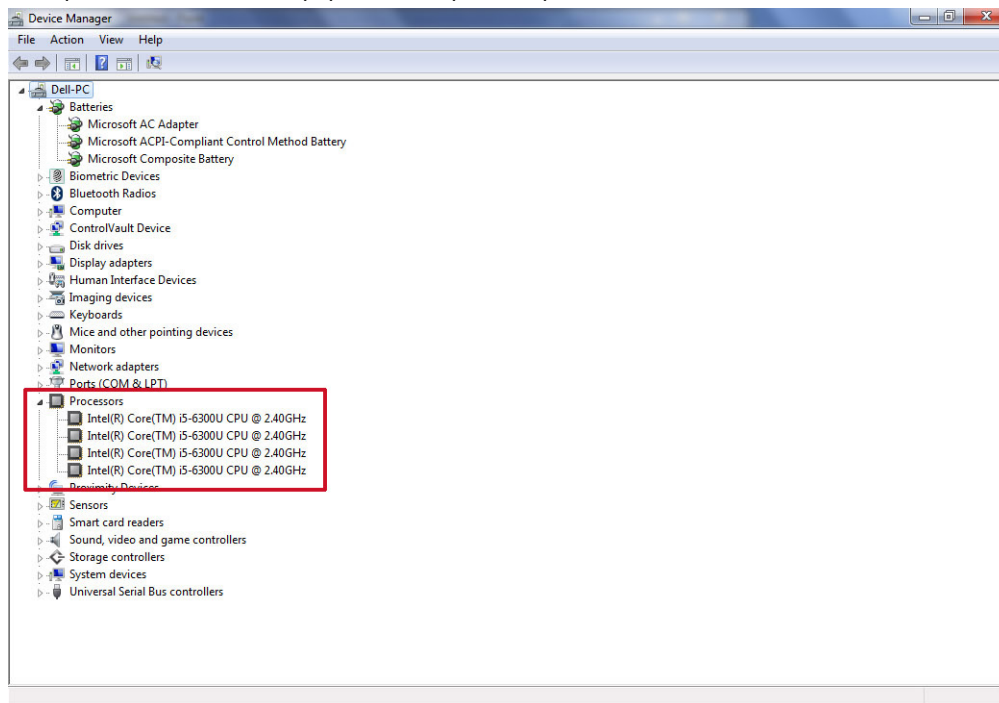 Device Manager
File Action View Help
Dell-PC
Batteries
Microsoft AC Adapter
Microsoft ACPI-Compliant Control Method Battery
Microsoft Composite Battery
Biometric Devices
Bluetooth Radios
Computer
ControlVault Device
Disk drives
Display adapters
Human Interface Devices
Imaging devices
Keyboards
Mice and other pointing devices
Monitors
Network adapters
Ports (COM & LPT)
Processors
Intel(R) Core(TM) i5-6300U CPU @ 2.40GHz
Intel(R) Core(TM) i5-6300U CPU @ 2.40GHz
Intel(R) Core(TM) i5-6300U CPU @ 2.40GHz
Intel(R) Core(TM) i5-6300U CPU @ 2.40GHz
Proximity Devices
Sensors
Smart card readers
Sound, video and game controllers
Storage controllers
System devices
Universal Serial Bus controllers